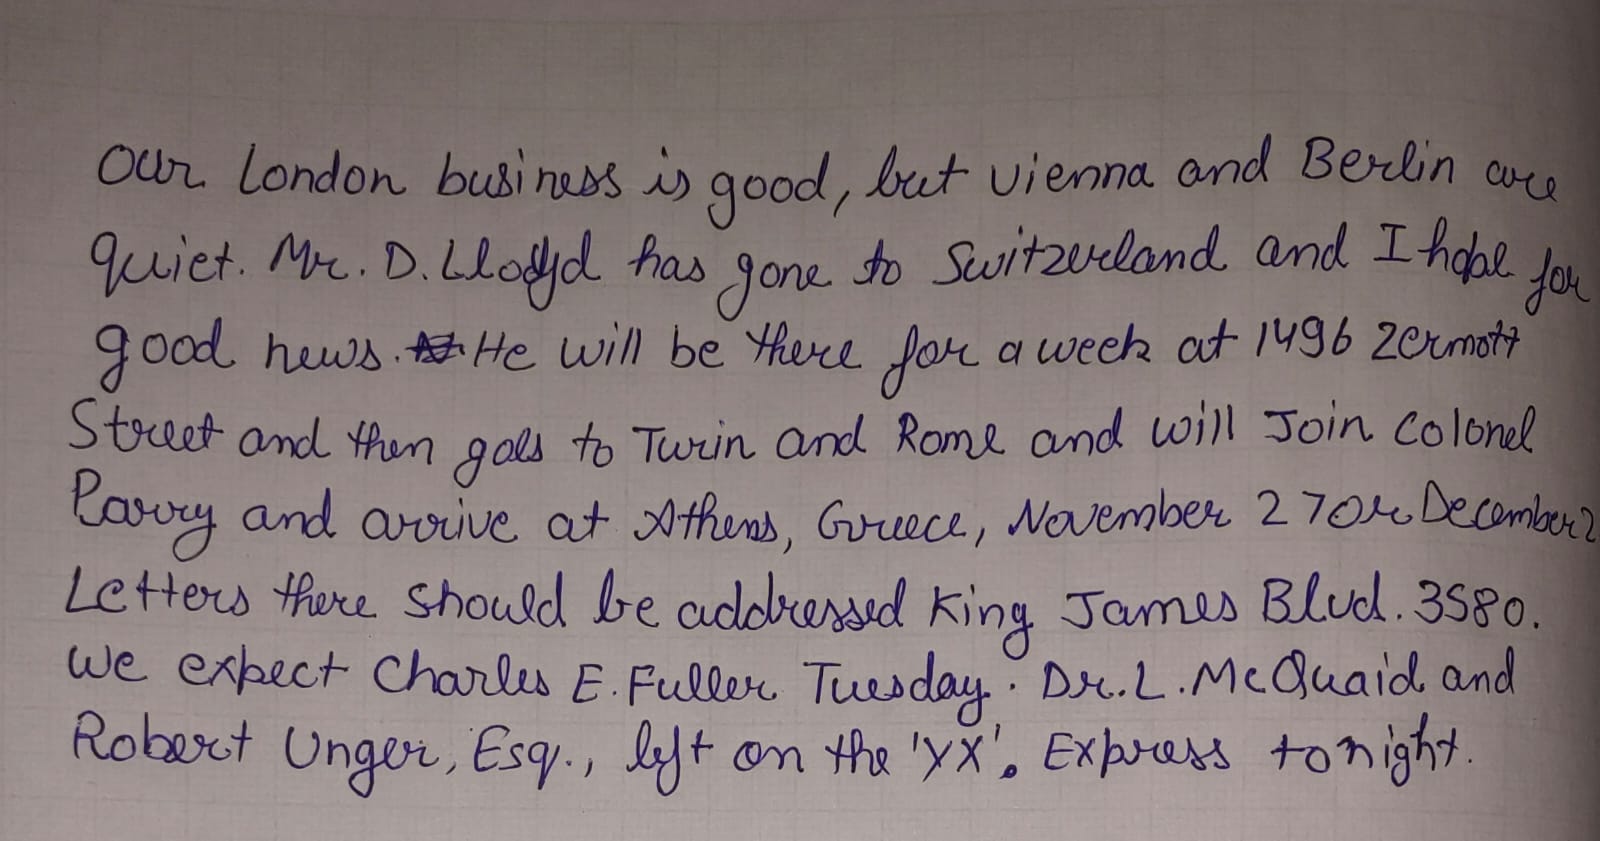 Our London business is good, but Vienna and Berlin are
quiet. Mr. D. Lloyd has gone to Switzerland and I hope for
good news. He will be there for a week at 1496 Zermott
Street and then goes to Turin and Rome and will Join Colonel
Parry and arrive at Athens, Greece, November 27 or December 2
Letters there should be addressed King James Blvd. 3580.
We expect Charles E. Fuller Tuesday. Dr. L. McQuaid and
Robert Unger, Esq., left on the 'YX'. Express tonight.